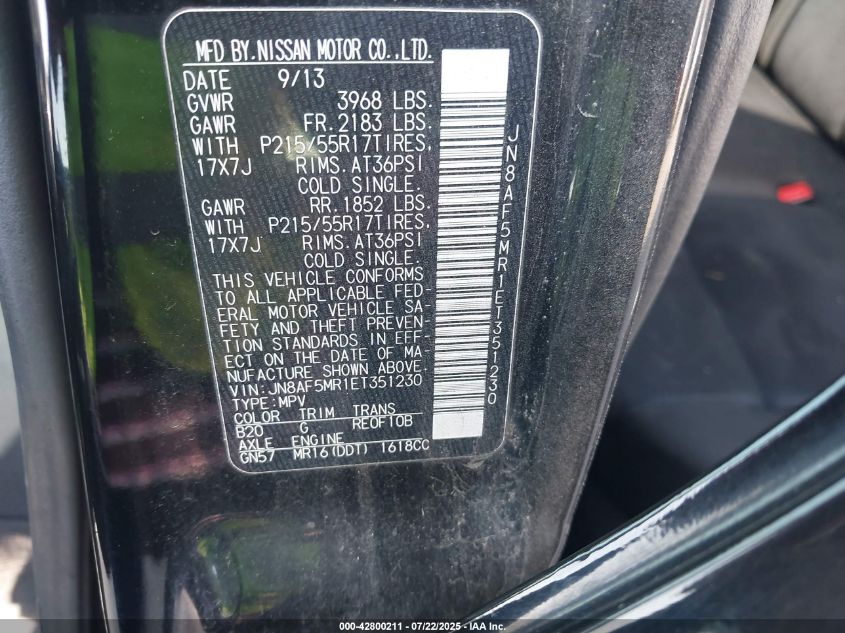 MFD BY.NISSAN MOTOR CO.,LTD.
DATE 9/13
GVWR 3968 LBS.
GAWR FR.2183 LBS.
WITH P215/55R17TIRES,
17X7J RIMS.AT36PSI
COLD SINGLE.
GAWR RR.1852 LBS.
WITH P215/55R17TIRES,
17X7J RIMS.AT36PSI
COLD SINGLE.
THIS VEHICLE CONFORMS
TO ALL APPLICABLE FED-
ERAL MOTOR VEHICLE SA-
FETY AND THEFT PREVEN-
TION STANDARDS IN EFF-
ECT ON THE DATE OF MA-
NUFACTURE SHOWN ABOVE.
VIN:JN8AF5MR1ET351230
TYPE:MPV
COLOR TRIM TRANS
B20 G RE0F10B
AXLE ENGINE
GN57 MR16(DDT) 1618CC
JN8AF5MR1ET351230
000-42800211 - 07/22/2025 - IAA Inc.